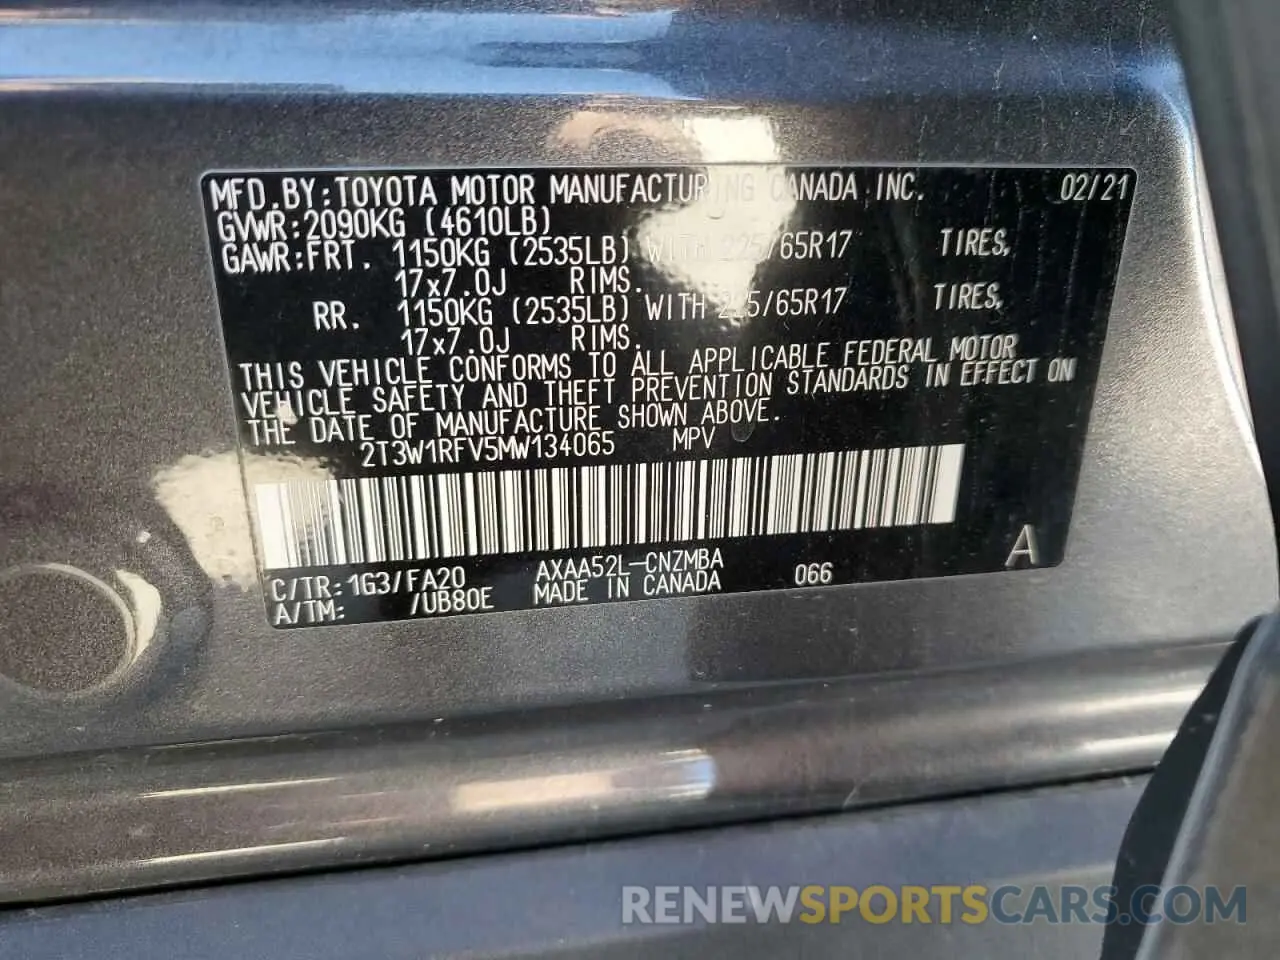 MFD.BY:TOYOTA MOTOR MANUFACTURING CANADA INC. 02/21
GVWR:2090KG (4610LB)
GAWR:FRT. 1150KG (2535LB) WITH 225/65R17 TIRES,
17x7.0J RIMS.
RR. 1150KG (2535LB) WITH 225/65R17 TIRES,
17x7.0J RIMS.
THIS VEHICLE CONFORMS TO ALL APPLICABLE FEDERAL MOTOR
VEHICLE SAFETY AND THEFT PREVENTION STANDARDS IN EFFECT ON
THE DATE OF MANUFACTURE SHOWN ABOVE.
2T3W1RFV5MW134065 MPV
C/TR:1G3/FA20 AXAA52L-CNZMBA 066 A
A/TM: /UB80E MADE IN CANADA
RENEWSPORTSCARS.COM